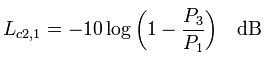 L_{c2,1} = -10 \log \left( 1 - \frac{P_3}{P_1} \right) \quad \text{dB}